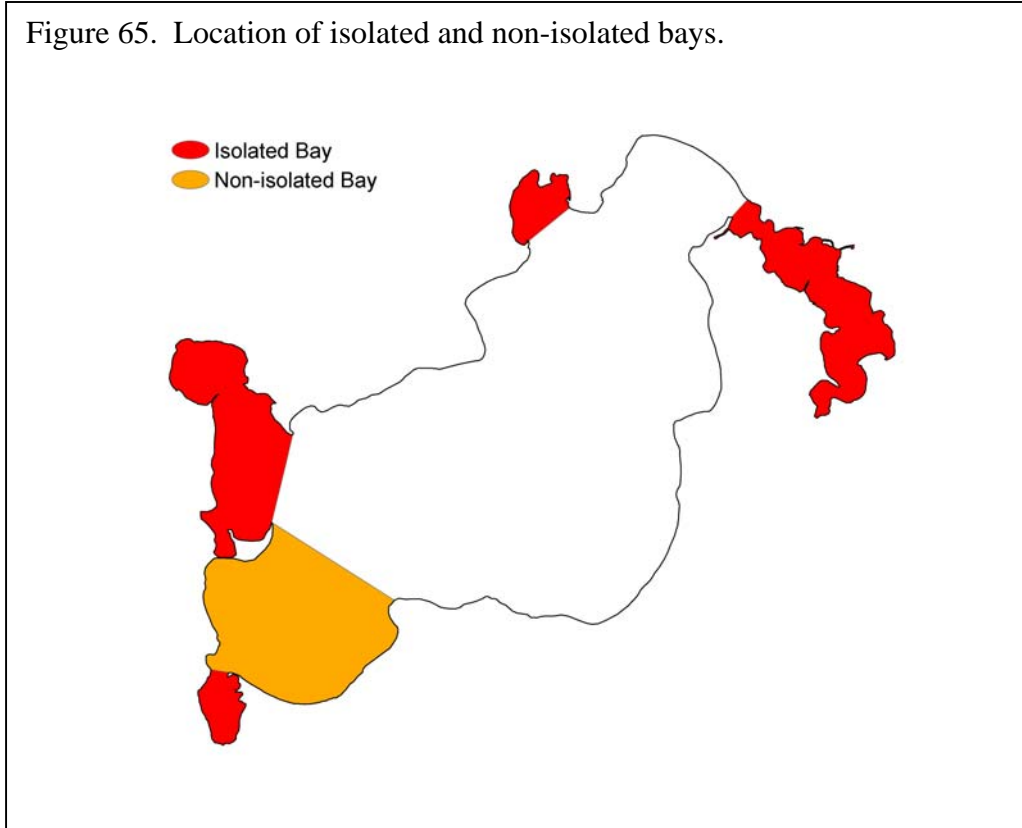 Figure 65.  Location of isolated and non-isolated bays.
Isolated Bay
Non-isolated Bay